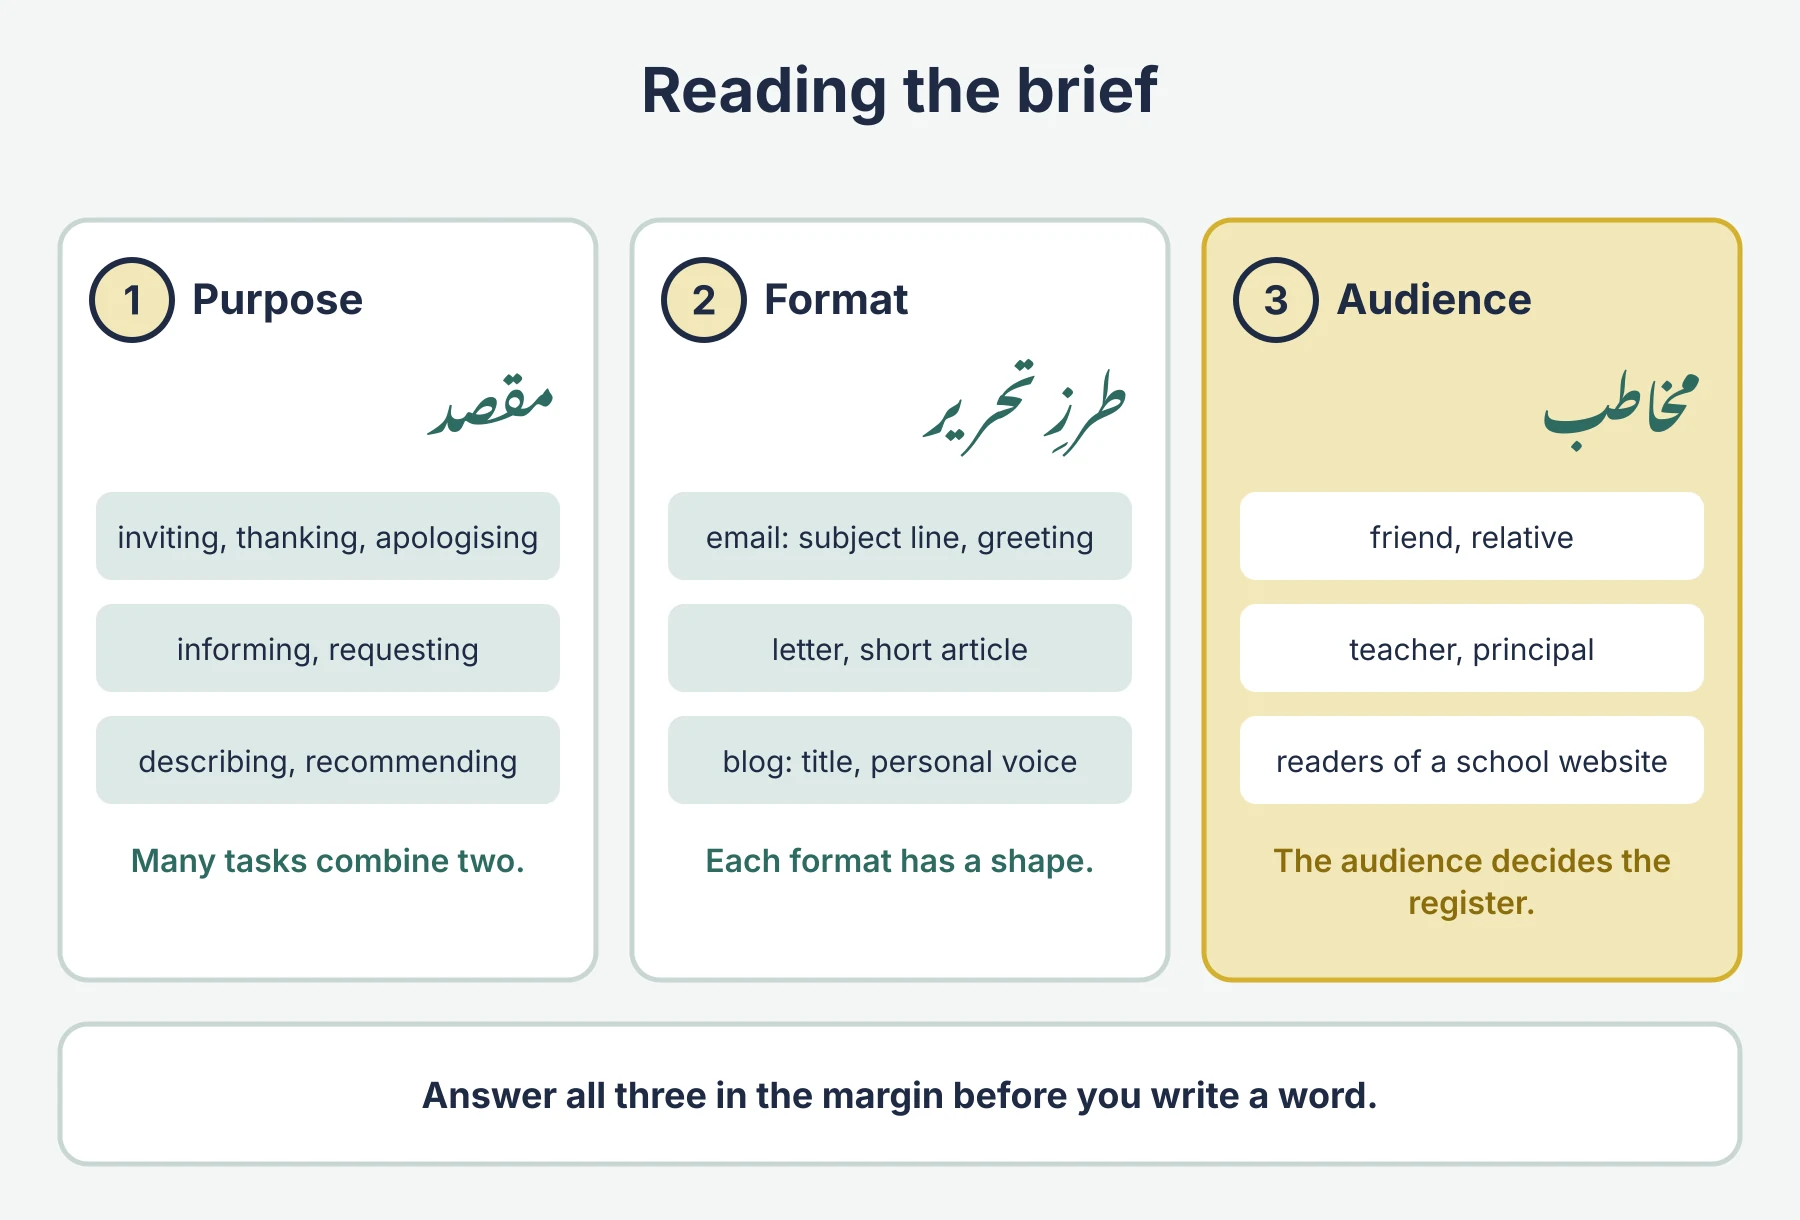 Reading the brief
1 Purpose
مقصد
inviting, thanking, apologising
informing, requesting
describing, recommending
Many tasks combine two.
2 Format
طرزِ تحریر
email: subject line, greeting
letter, short article
blog: title, personal voice
Each format has a shape.
3 Audience
مخاطب
friend, relative
teacher, principal
readers of a school website
The audience decides the
register.
Answer all three in the margin before you write a word.